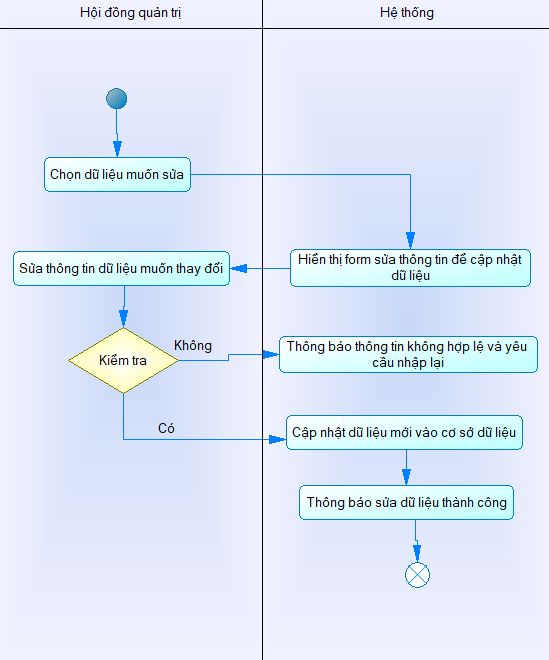 Hội đồng quản trị
Hệ thống
Chọn dữ liệu muốn sửa
Hiển thị form sửa thông tin để cập nhật
dữ liệu
Sửa thông tin dữ liệu muốn thay đổi
Kiểm tra
Không
Thông báo thông tin không hợp lệ và yêu
cầu nhập lại
Có
Cập nhật dữ liệu mới vào cơ sở dữ liệu
Thông báo sửa dữ liệu thành công